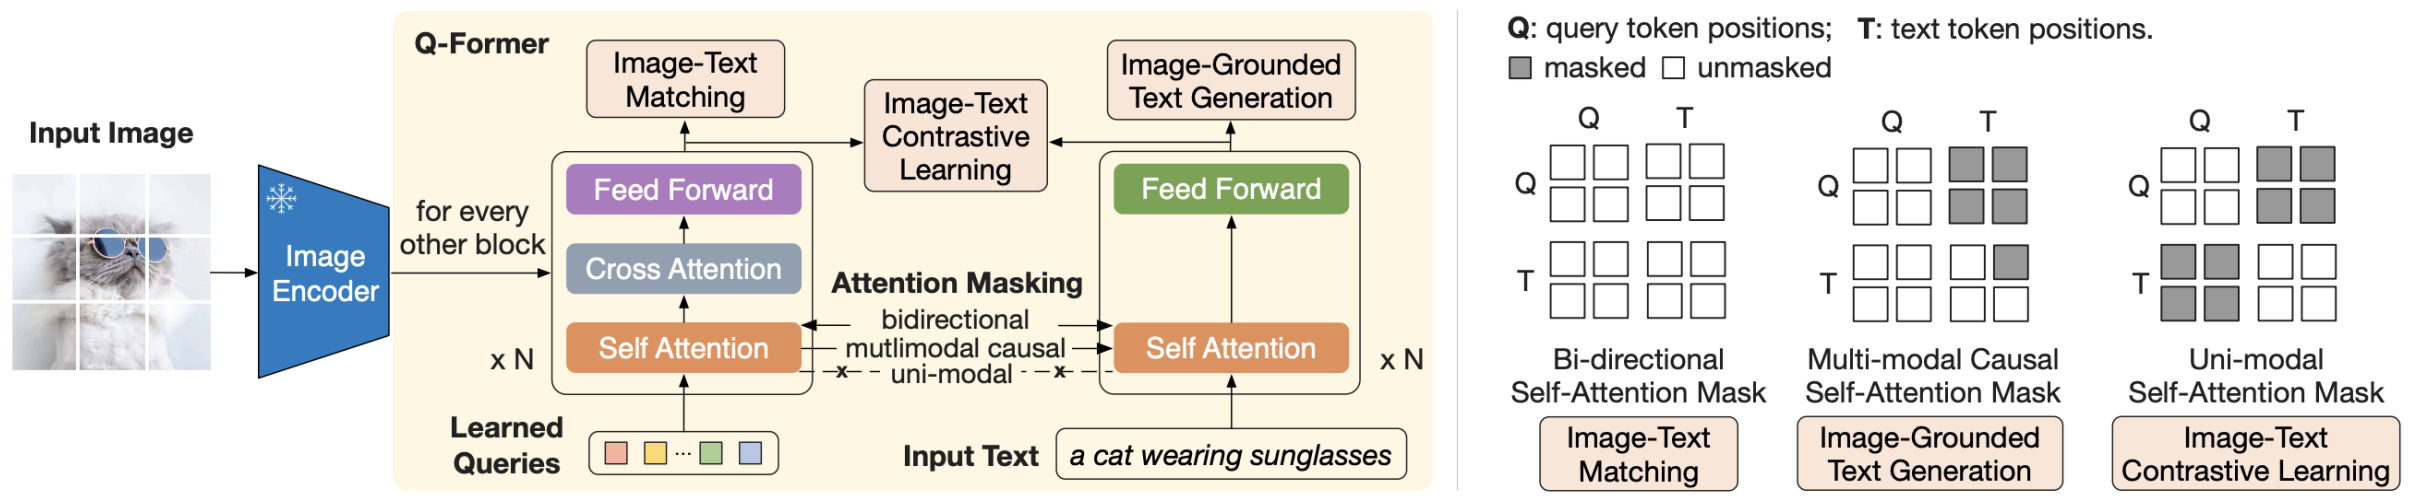 Q-Former
Input Image
Image
Encoder
for every
other block
Image-Text
Matching
Image-Text
Contrastive
Learning
Image-Grounded
Text Generation
Feed Forward
Cross Attention
Self Attention
x N
Feed Forward
Self Attention
x N
Attention Masking
bidirectional
mutlimodal causal
x uni-modal x
Learned
Queries
...
Input Text
a cat wearing sunglasses
Q: query token positions; T: text token positions.
masked unmasked
Q T
Q
T
Bi-directional
Self-Attention Mask
Image-Text
Matching
Q T
Q
T
Multi-modal Causal
Self-Attention Mask
Image-Grounded
Text Generation
Q T
Q
T
Uni-modal
Self-Attention Mask
Image-Text
Contrastive Learning